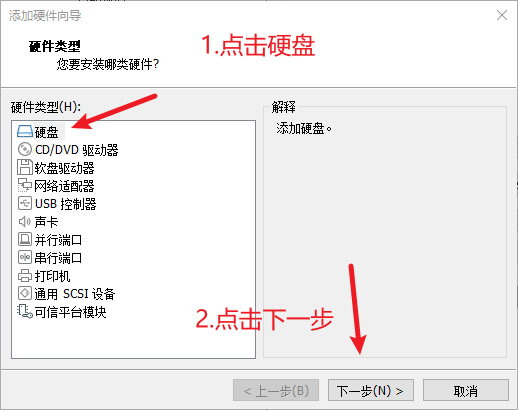 添加硬件向导
硬件类型
您要安装哪类硬件?
1.点击硬盘
硬件类型(H):
硬盘
CD/DVD 驱动器
软盘驱动器
网络适配器
USB 控制器
声卡
并行端口
串行端口
打印机
通用 SCSI 设备
可信平台模块
解释
添加硬盘。
2.点击下一步
< 上一步(B)
下一步(N) >
取消